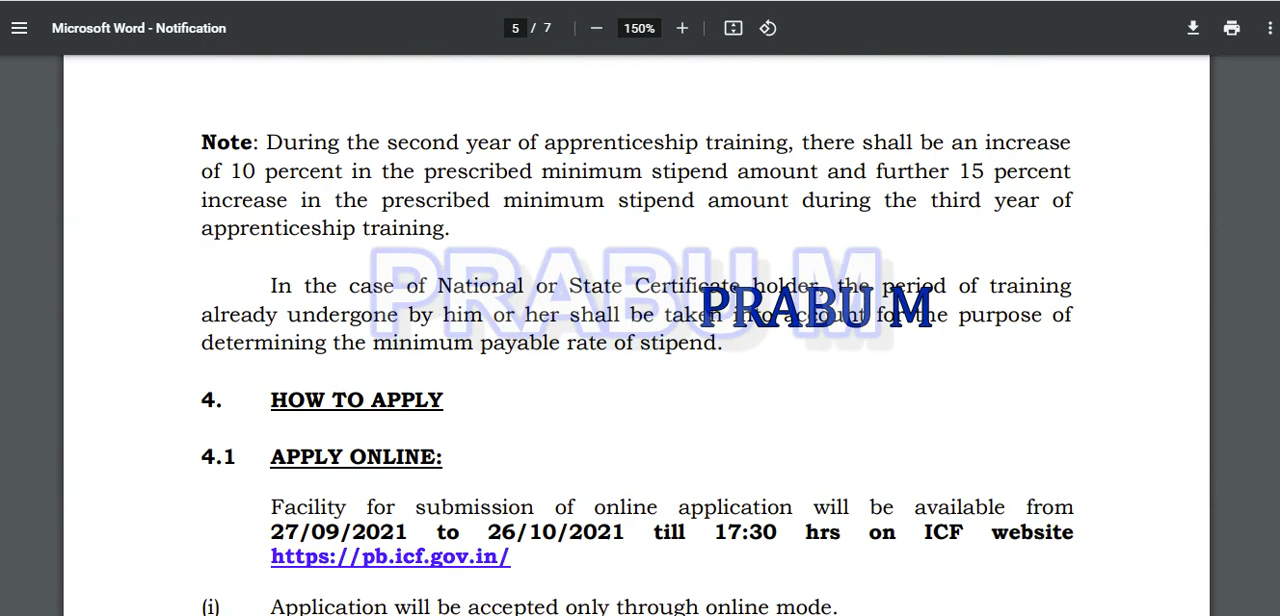 Microsoft Word - Notification
5 / 7
150%
Note: During the second year of apprenticeship training, there shall be an increase
of 10 percent in the prescribed minimum stipend amount and further 15 percent
increase in the prescribed minimum stipend amount during the third year of
apprenticeship training.
PRABU M
In the case of National or State Certificate holder, the period of training
PRABU M
already undergone by him or her shall be taken into account for the purpose of
determining the minimum payable rate of stipend.
4. HOW TO APPLY
4.1 APPLY ONLINE:
Facility for submission of online application will be available from
27/09/2021 to 26/10/2021 till 17:30 hrs on ICF website
https://pb.icf.gov.in/
(i) Application will be accepted only through online mode.